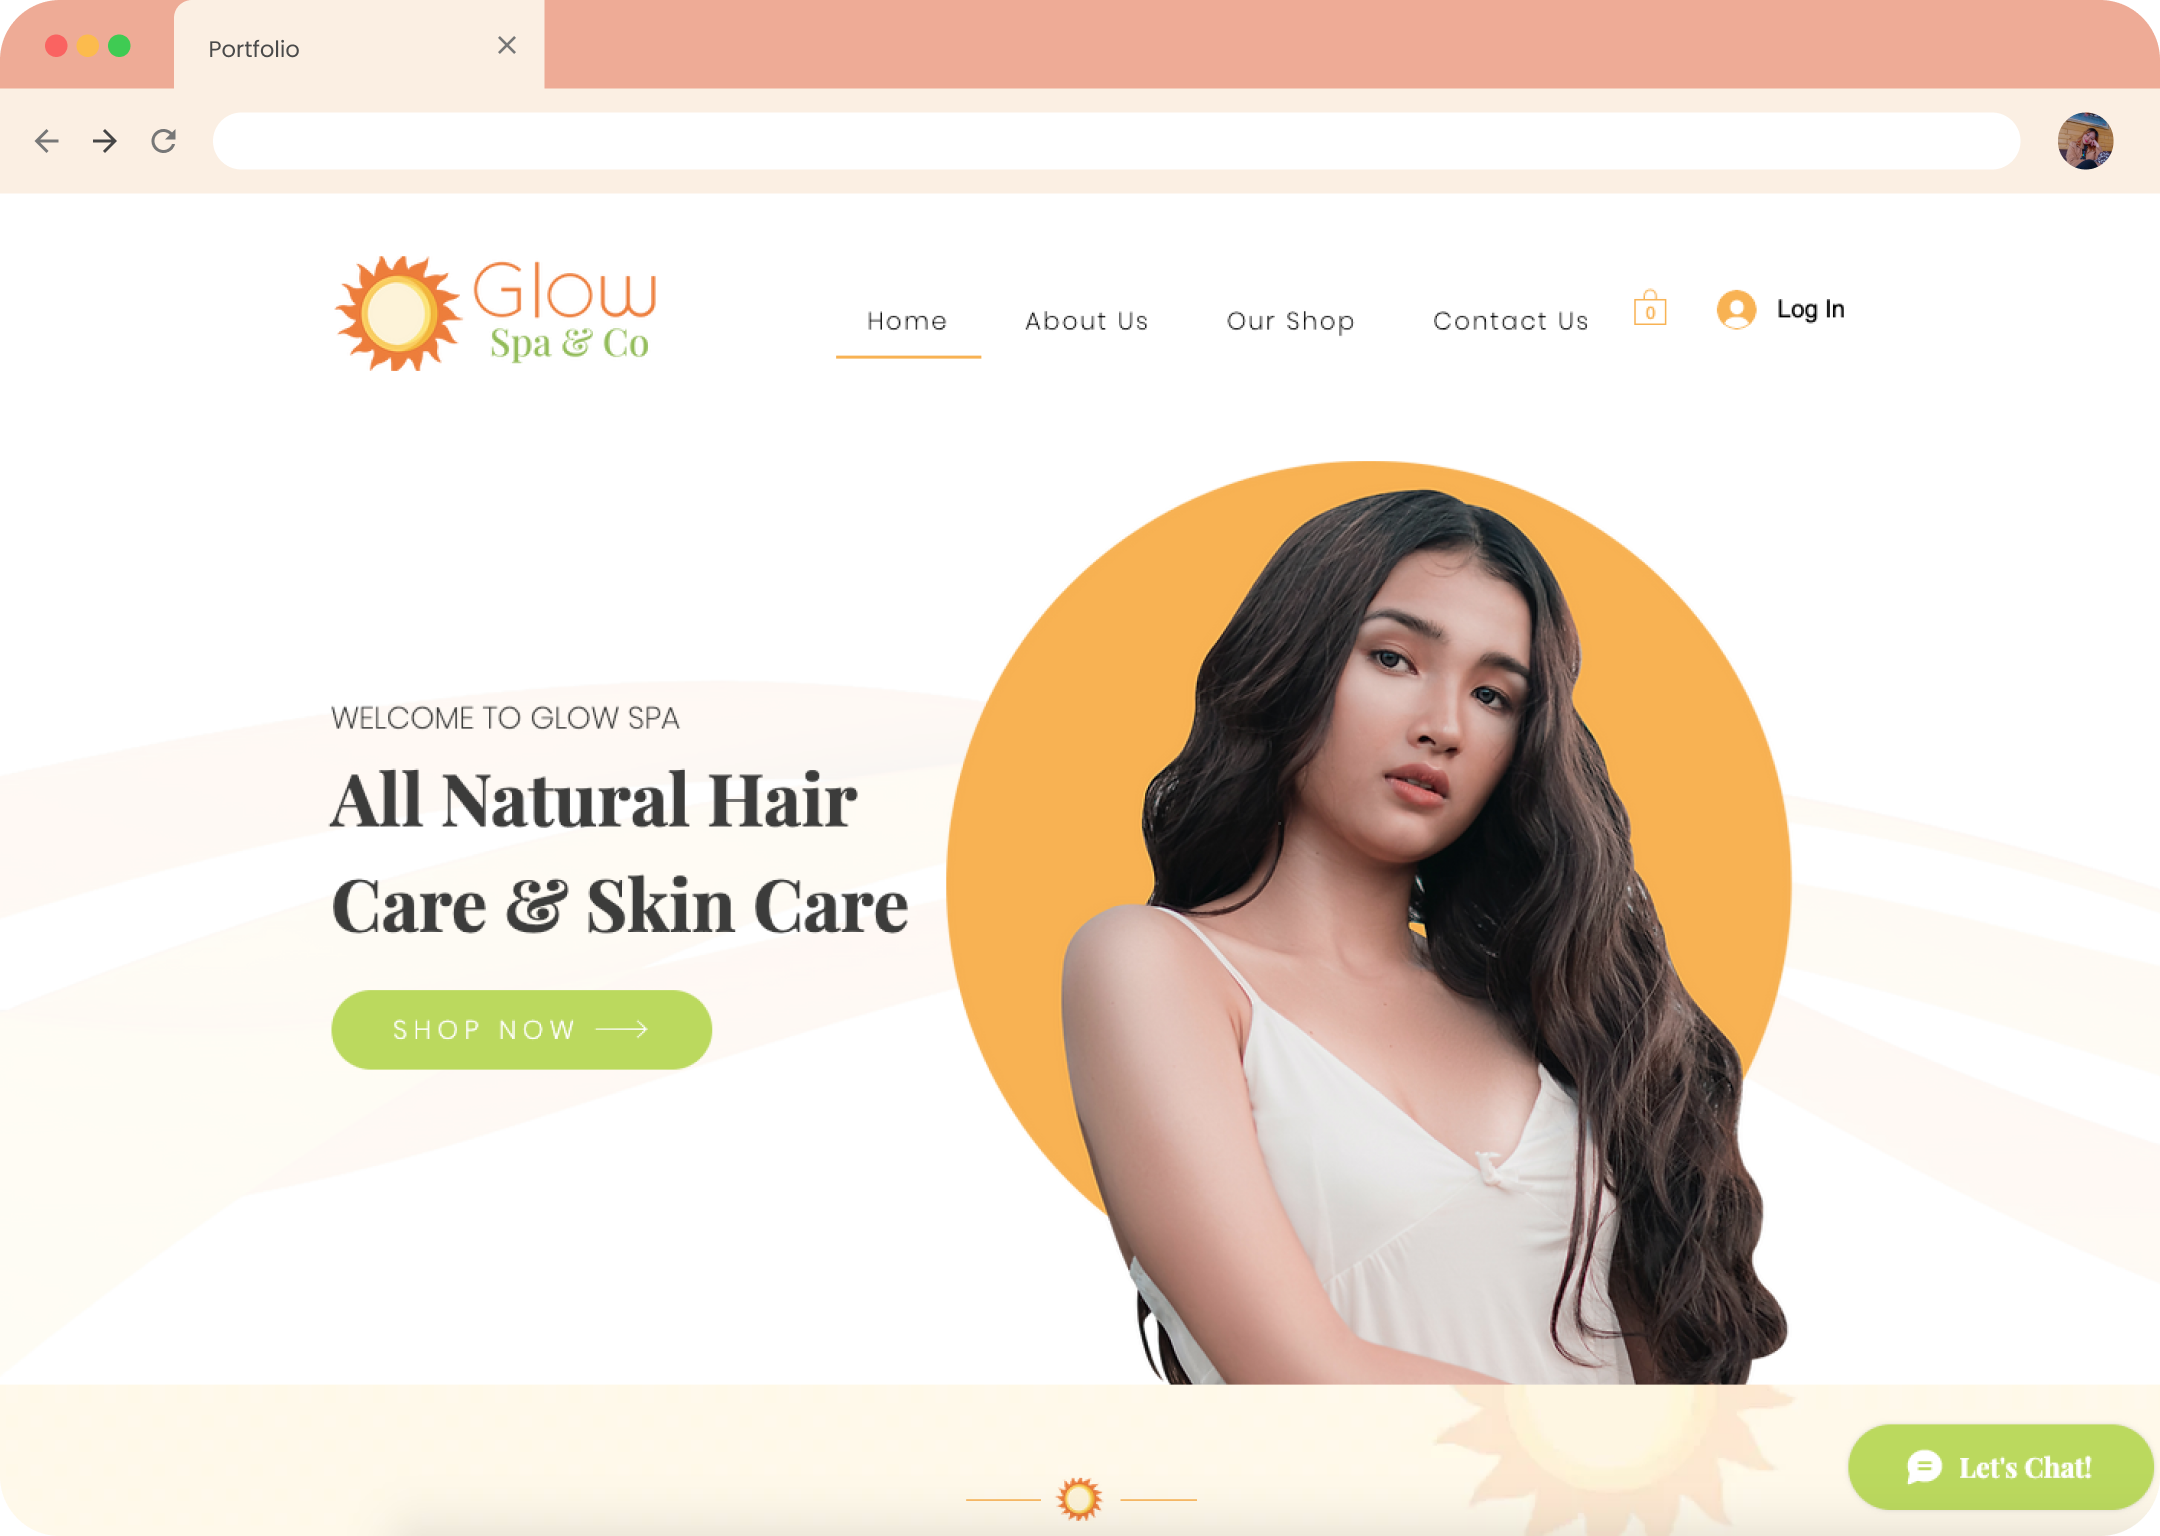 Portfolio
Glow
Spa & Co
Home
About Us
Our Shop
Contact Us
0
Log In
WELCOME TO GLOW SPA
All Natural Hair
Care & Skin Care
SHOP NOW
Let's Chat!